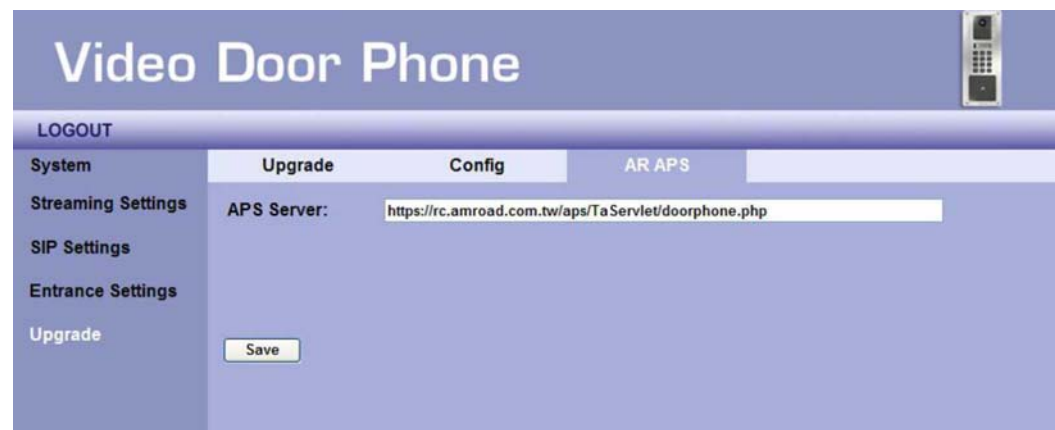 Video Door Phone
LOGOUT
System
Upgrade Config AR APS
Streaming Settings
APS Server: https://rc.amroad.com.tw/aps/TaServlet/doorphone.php
SIP Settings
Entrance Settings
Upgrade
Save